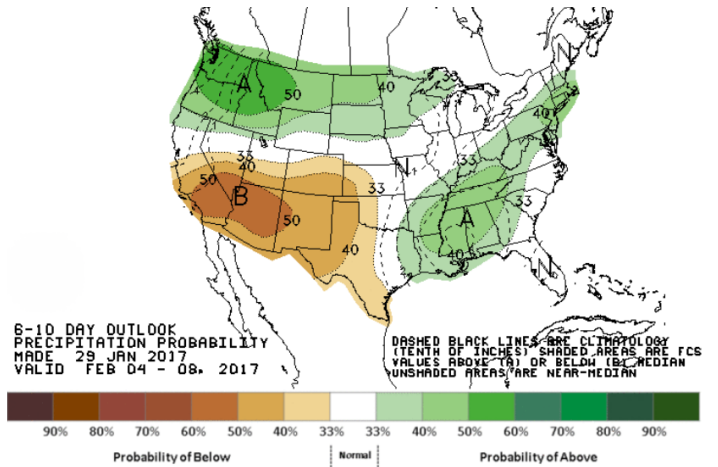 N
A
50
40
40
33
40
N
33
33
50
B
33
A
50
40
40
N
6-10 DAY OUTLOOK
PRECIPITATION PROBABILITY
MADE 29 JAN 2017
VALID FEB 04 - 08, 2017
DASHED BLACK LINES ARE CLIMATOLOGY
(TENTH OF INCHES) SHADED AREAS ARE FCS
VALUES ABOVE (A) OR BELOW (B) MEDIAN
UNSHADED AREAS ARE NEAR-MEDIAN
90% 80% 70% 60% 50% 40% 33% 33% 40% 50% 60% 70% 80% 90%
Probability of Below Normal Probability of Above